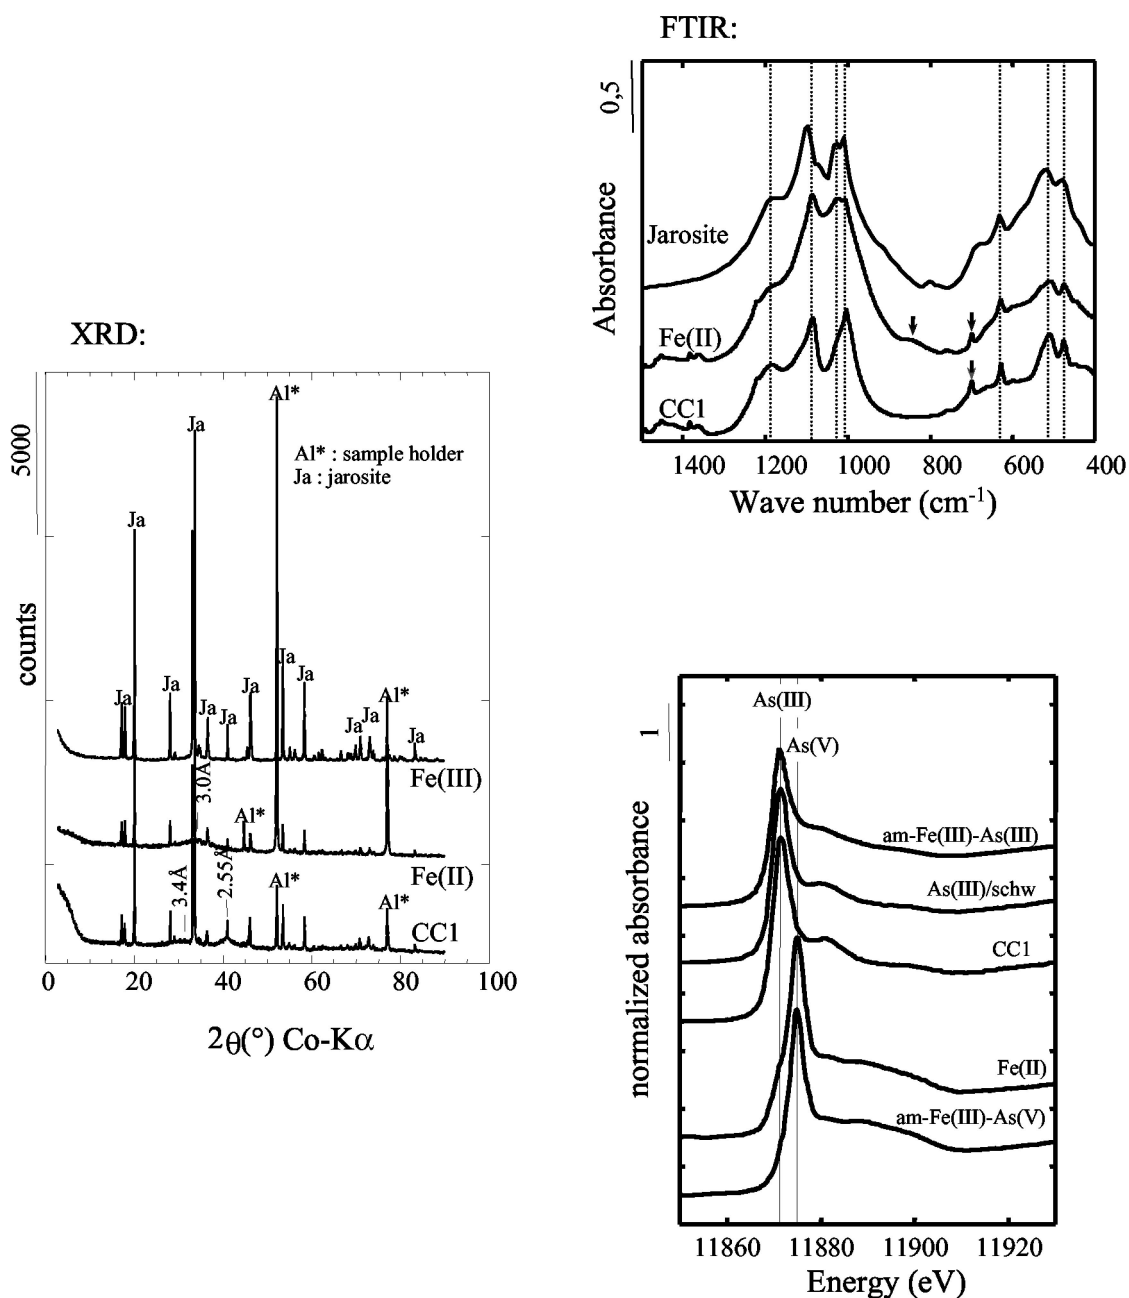 FTIR:
0,5
Absorbance
Jarosite
Fe(II)
CC1
1400 1200 1000 800 600 400
Wave number (cm-1)
XRD:
5000
counts
Al*
Ja
Al* : sample holder
Ja : jarosite
Ja
Ja
Ja
Ja
Ja
Ja
Ja
Ja
Al*
Ja
Ja
Ja
Fe(III)
3.0Å
Al*
Fe(II)
3.4Å
2.55Å
Al*
Al*
CC1
0 20 40 60 80 100
2θ(°) Co-Kα
1
normalized absorbance
As(III)
As(V)
am-Fe(III)-As(III)
As(III)/schw
CC1
Fe(II)
am-Fe(III)-As(V)
11860 11880 11900 11920
Energy (eV)